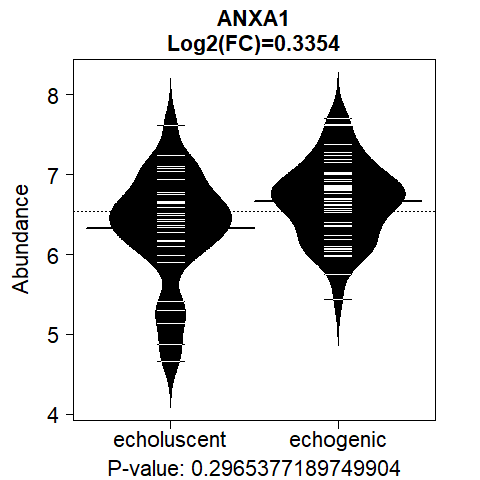 ANXA1
Log2(FC)=0.3354
Abundance
8
7
6
5
4
echoluscent echogenic
P-value: 0.2965377189749904